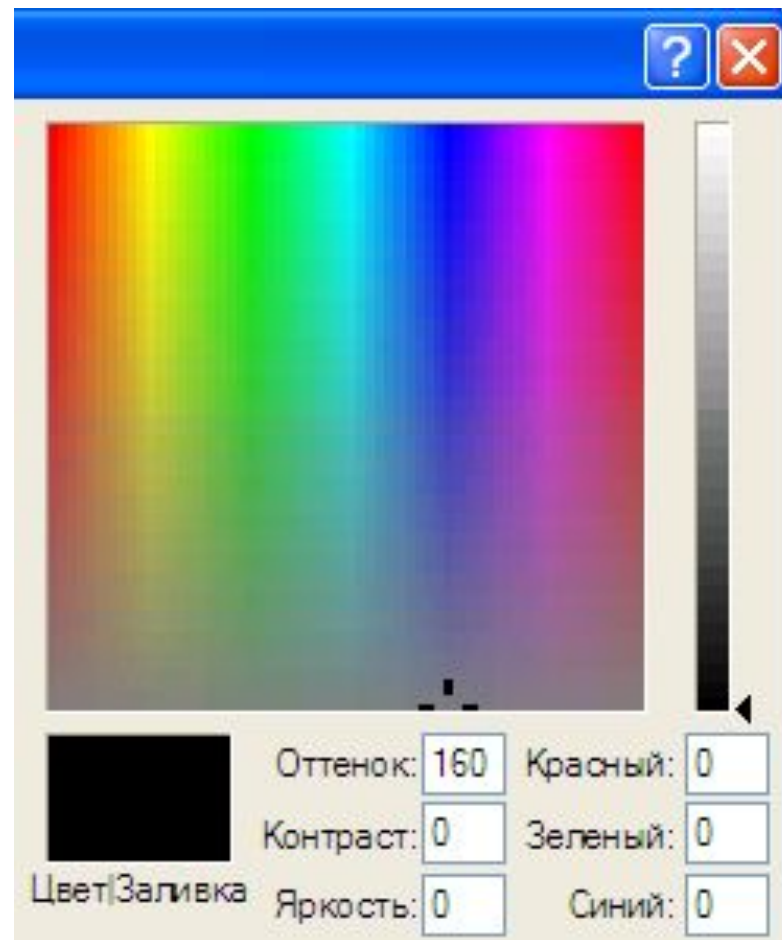 ?
Оттенок: 160 Красный: 0
Контраст: 0 Зеленый: 0
Цвет|Заливка Яркость: 0 Синий: 0